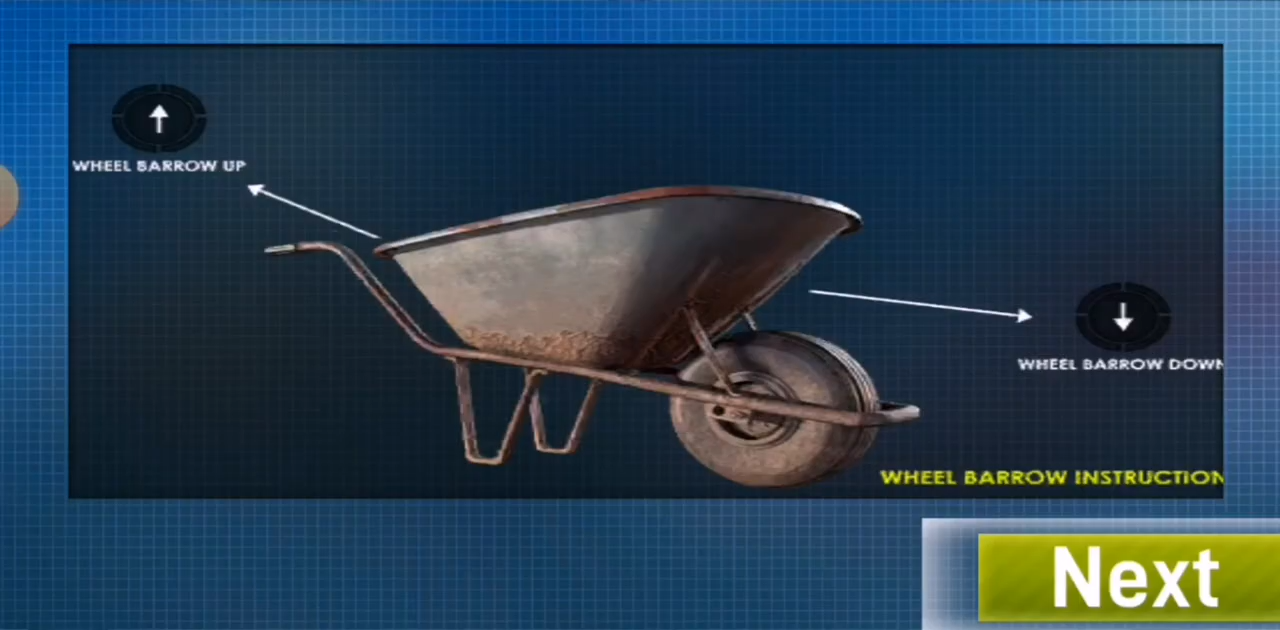 WHEEL BARROW UP
WHEEL BARROW DOWN
WHEEL BARROW INSTRUCTION
Next